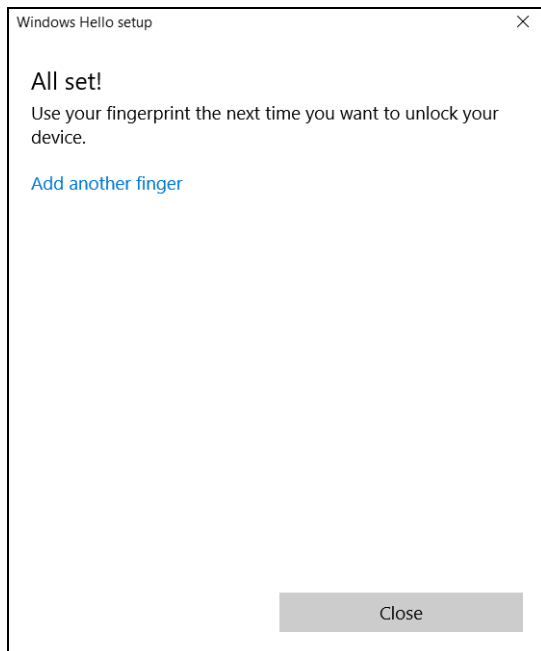 Windows Hello setup
All set!
Use your fingerprint the next time you want to unlock your
device.
Add another finger
Close